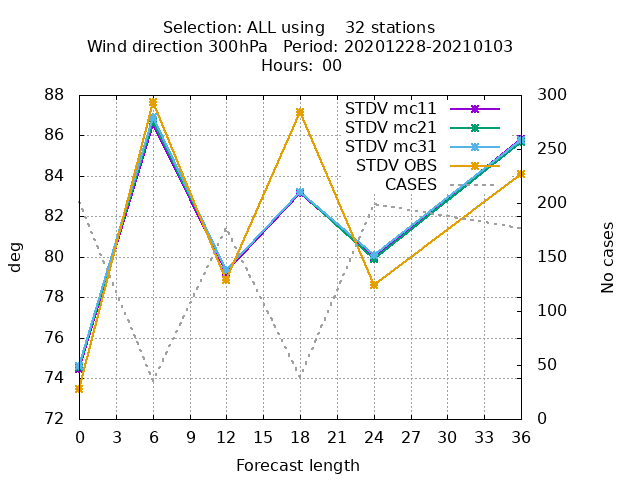 Selection: ALL using    32 stations
Wind direction 300hPa   Period: 20201228-20210103
Hours: 00
STDV mc11
STDV mc21
STDV mc31
STDV OBS
CASES
88
86
84
82
80
78
76
74
72
deg
300
250
200
150
100
50
0
No cases
0 3 6 9 12 15 18 21 24 27 30 33 36
Forecast length